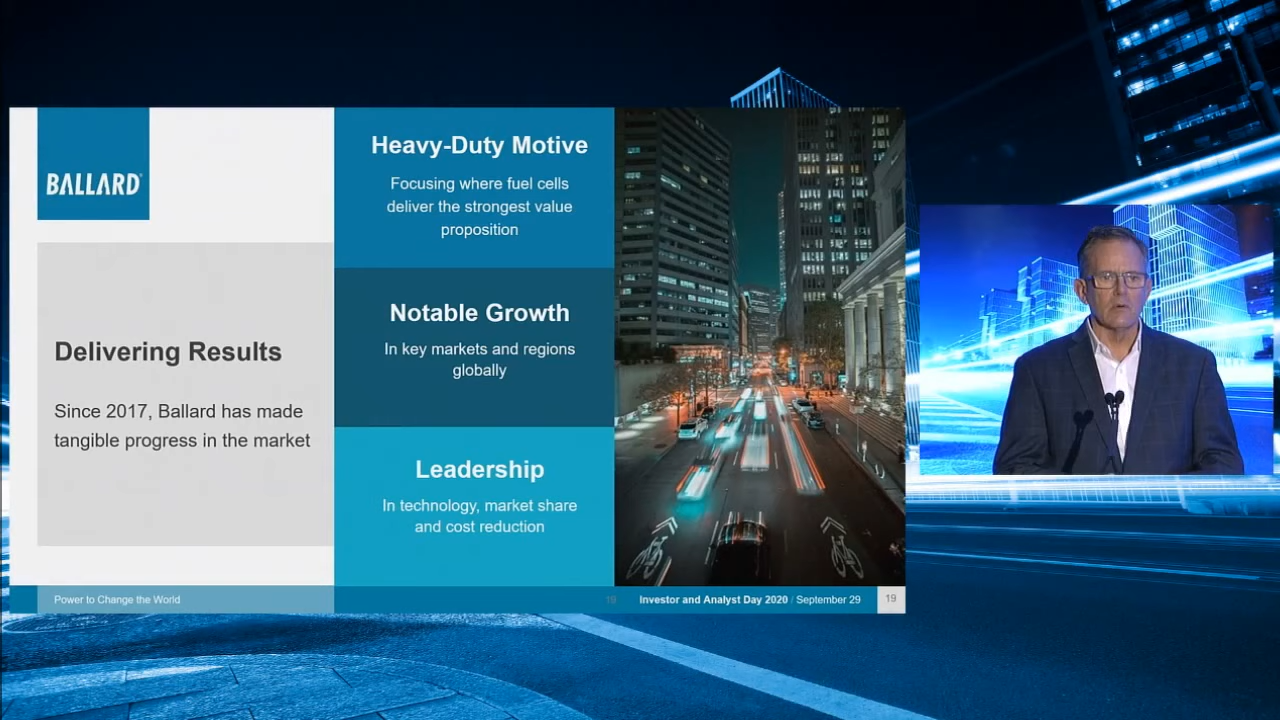 BALLARD
Delivering Results
Since 2017, Ballard has made
tangible progress in the market
Heavy-Duty Motive
Focusing where fuel cells
deliver the strongest value
proposition
Notable Growth
In key markets and regions
globally
Leadership
In technology, market share
and cost reduction
Power to Change the World
19
Investor and Analyst Day 2020 / September 29
19